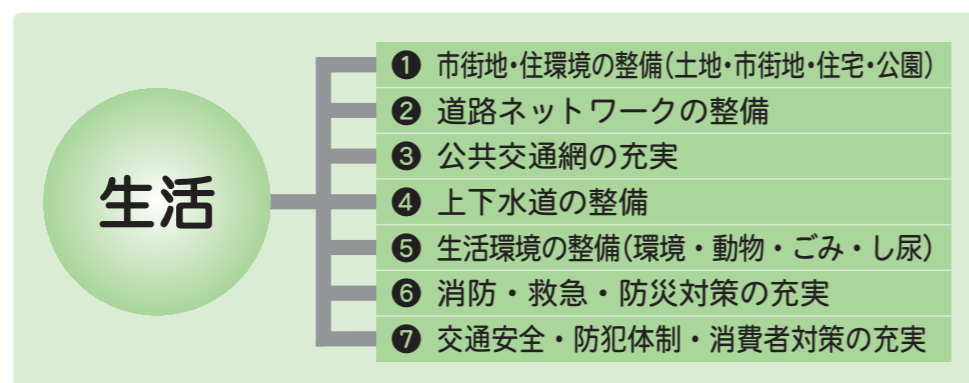 生活
❶ 市街地・住環境の整備(土地・市街地・住宅・公園)
❷ 道路ネットワークの整備
❸ 公共交通網の充実
❹ 上下水道の整備
❺ 生活環境の整備(環境・動物・ごみ・し尿)
❻ 消防・救急・防災対策の充実
❼ 交通安全・防犯体制・消費者対策の充実